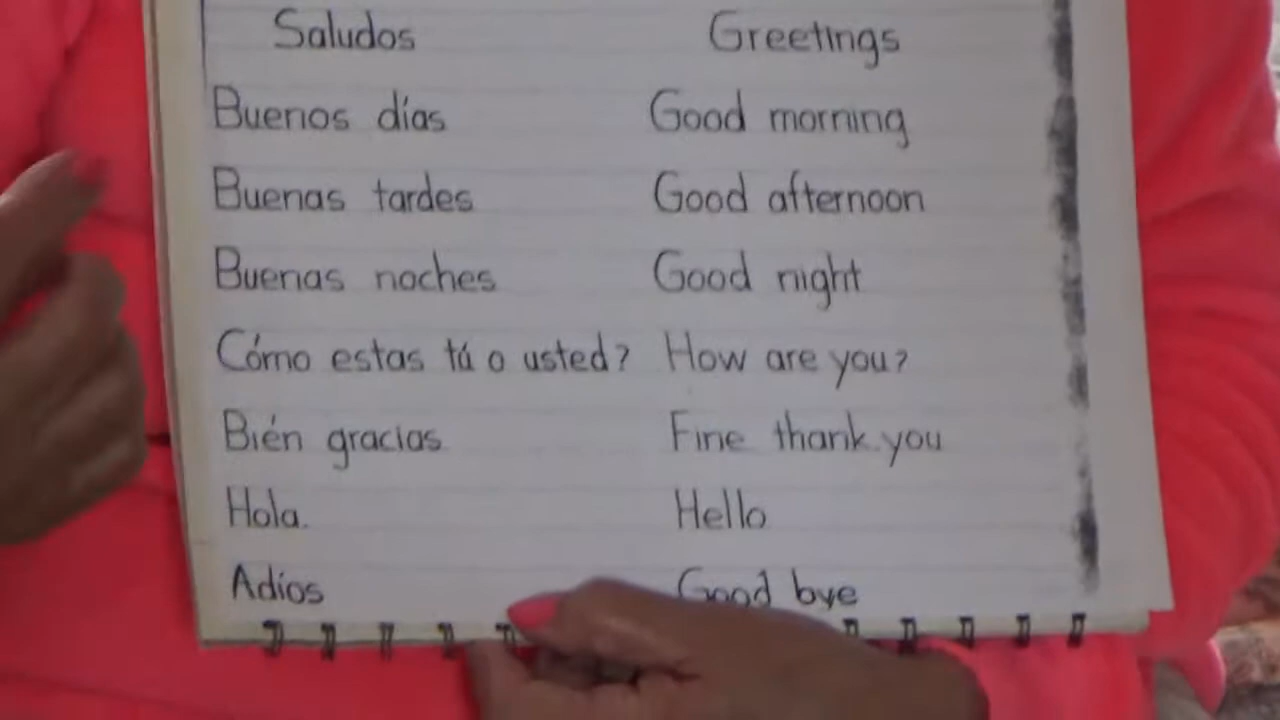 Saludos Greetings
Buenos días Good morning
Buenas tardes Good afternoon
Buenas noches Good night
Cómo estas tú o usted? How are you?
Bién gracias Fine thank you
Hola. Hello
Adios Good bye